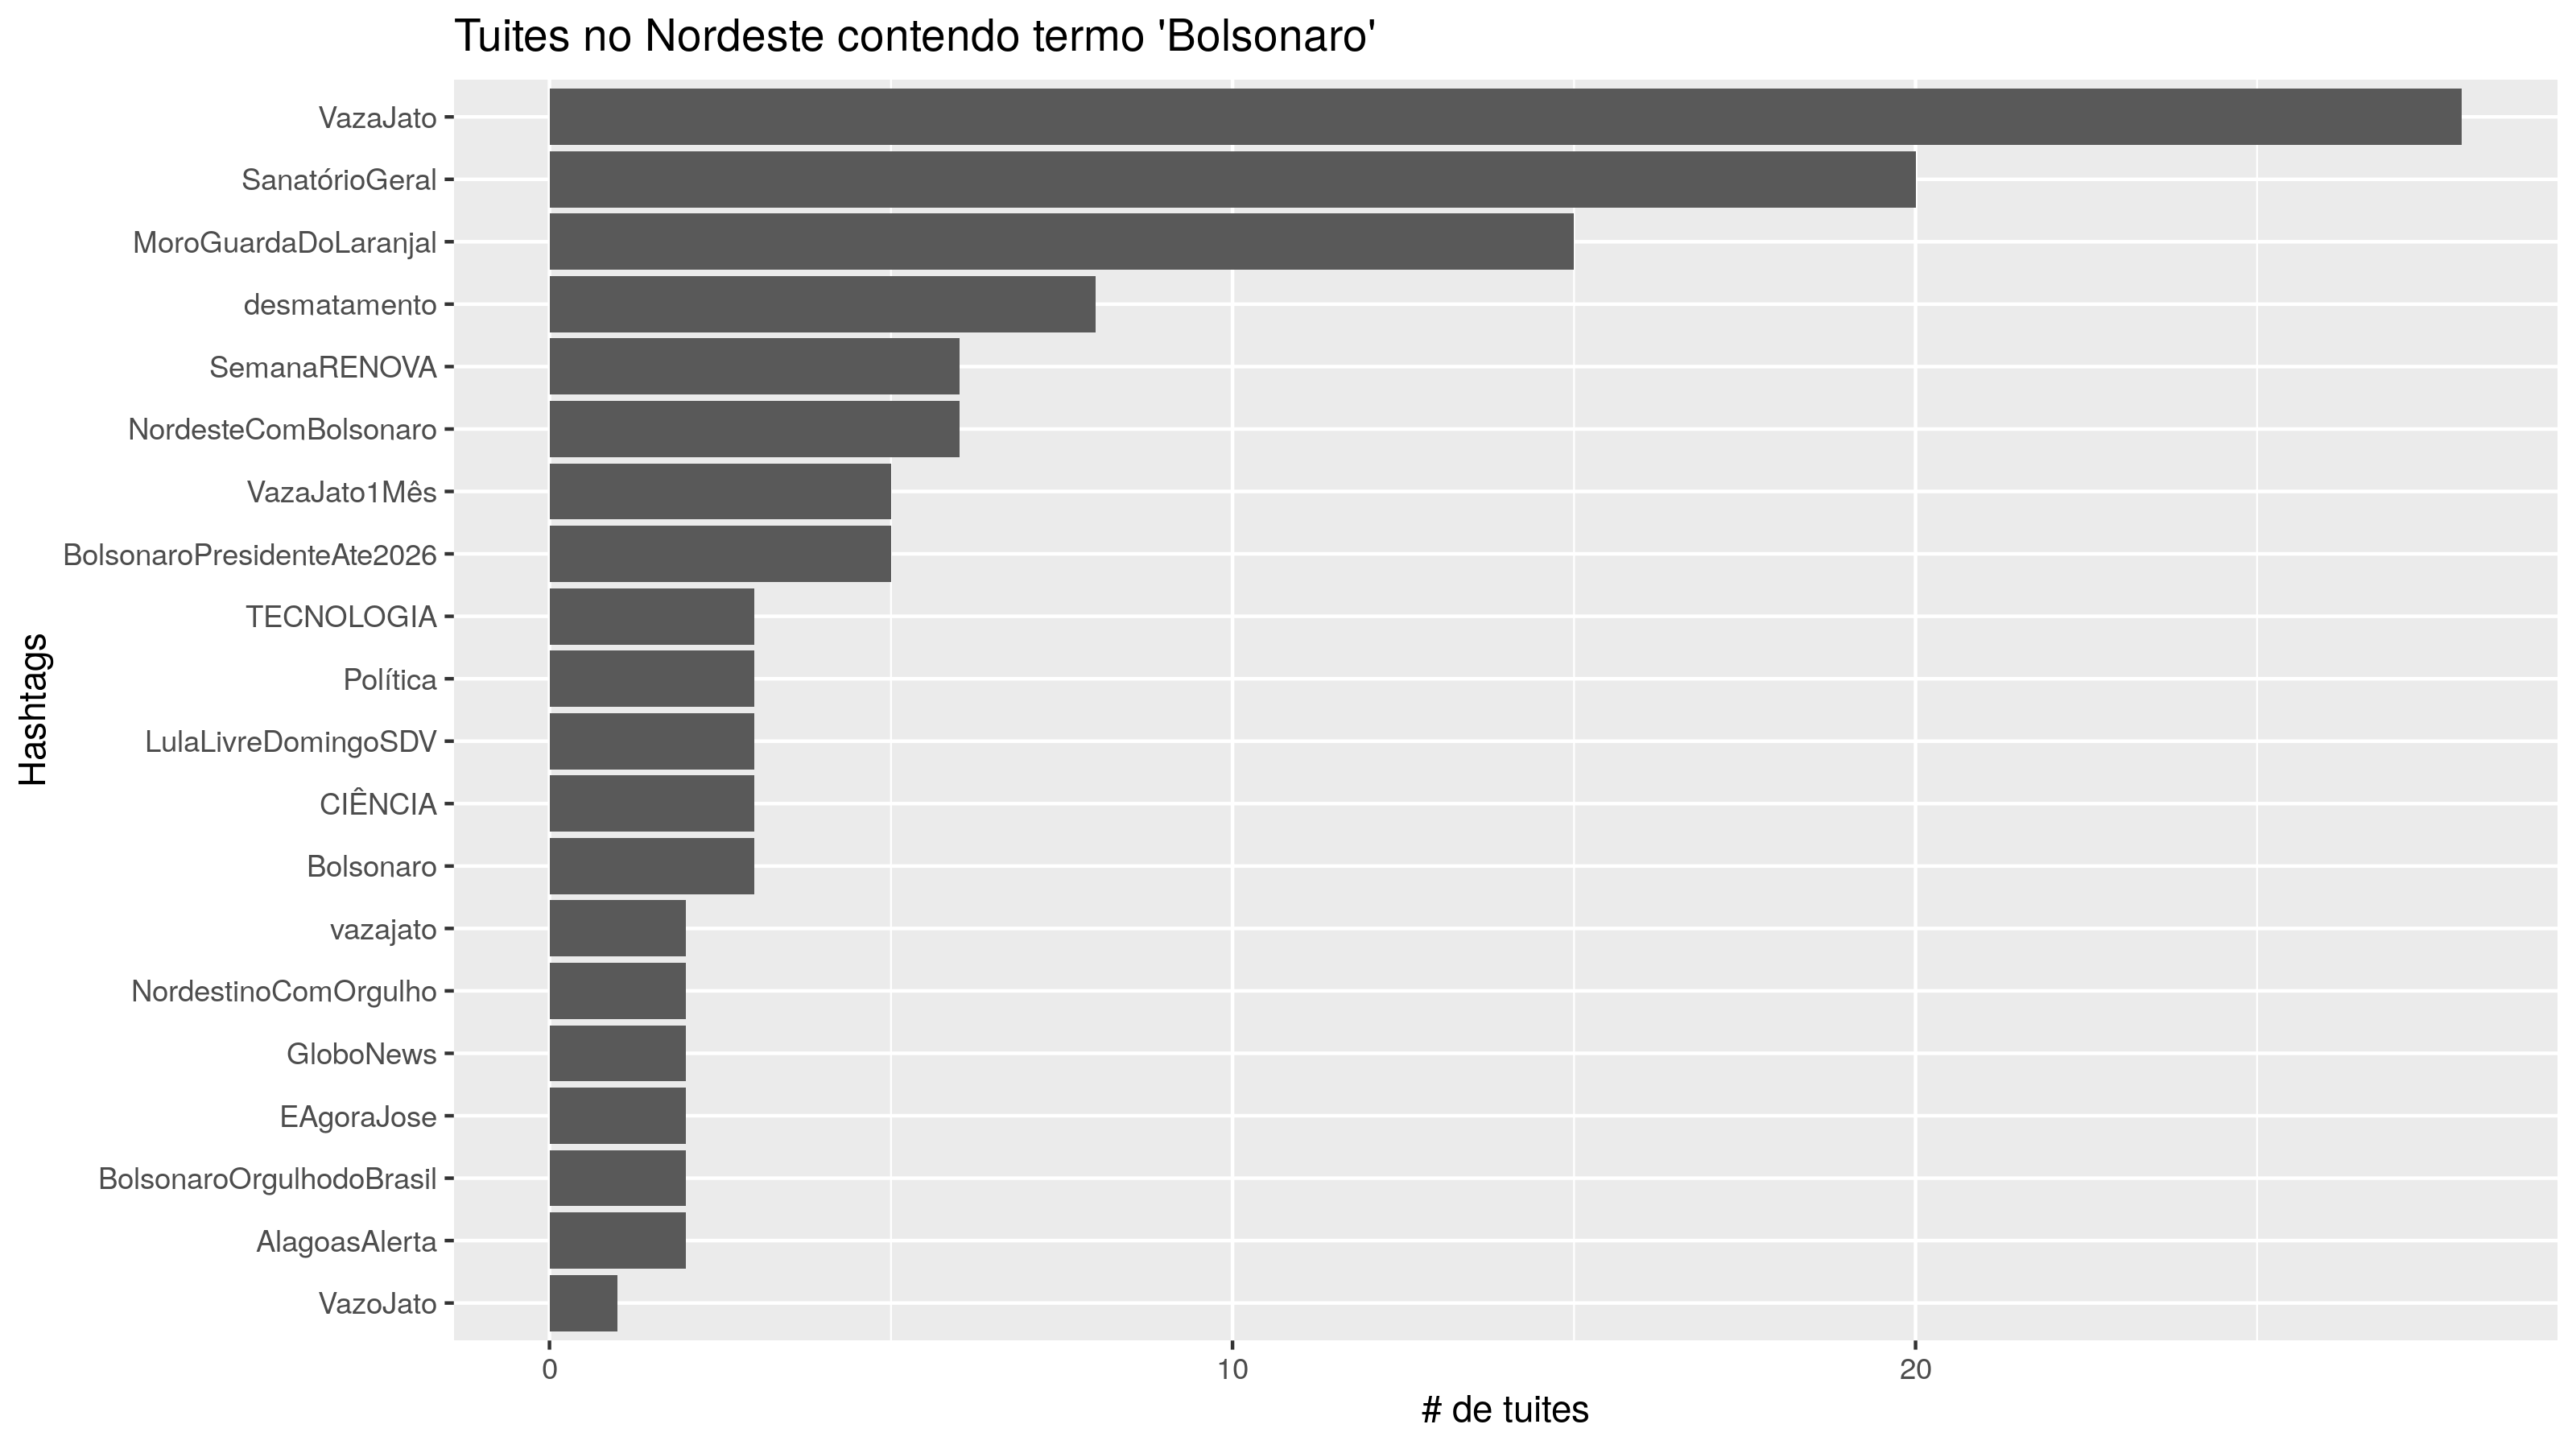 Tuites no Nordeste contendo termo 'Bolsonaro'
VazaJato
SanatórioGeral
MoroGuardaDoLaranjal
desmatamento
SemanaRENOVA
NordesteComBolsonaro
VazaJato1Mês
BolsonaroPresidenteAte2026
TECNOLOGIA
Política
LulaLivreDomingoSDV
CIÊNCIA
Bolsonaro
vazajato
NordestinoComOrgulho
GloboNews
EAgoraJose
BolsonaroOrgulhodoBrasil
AlagoasAlerta
VazoJato
Hashtags
0 10 20
# de tuites